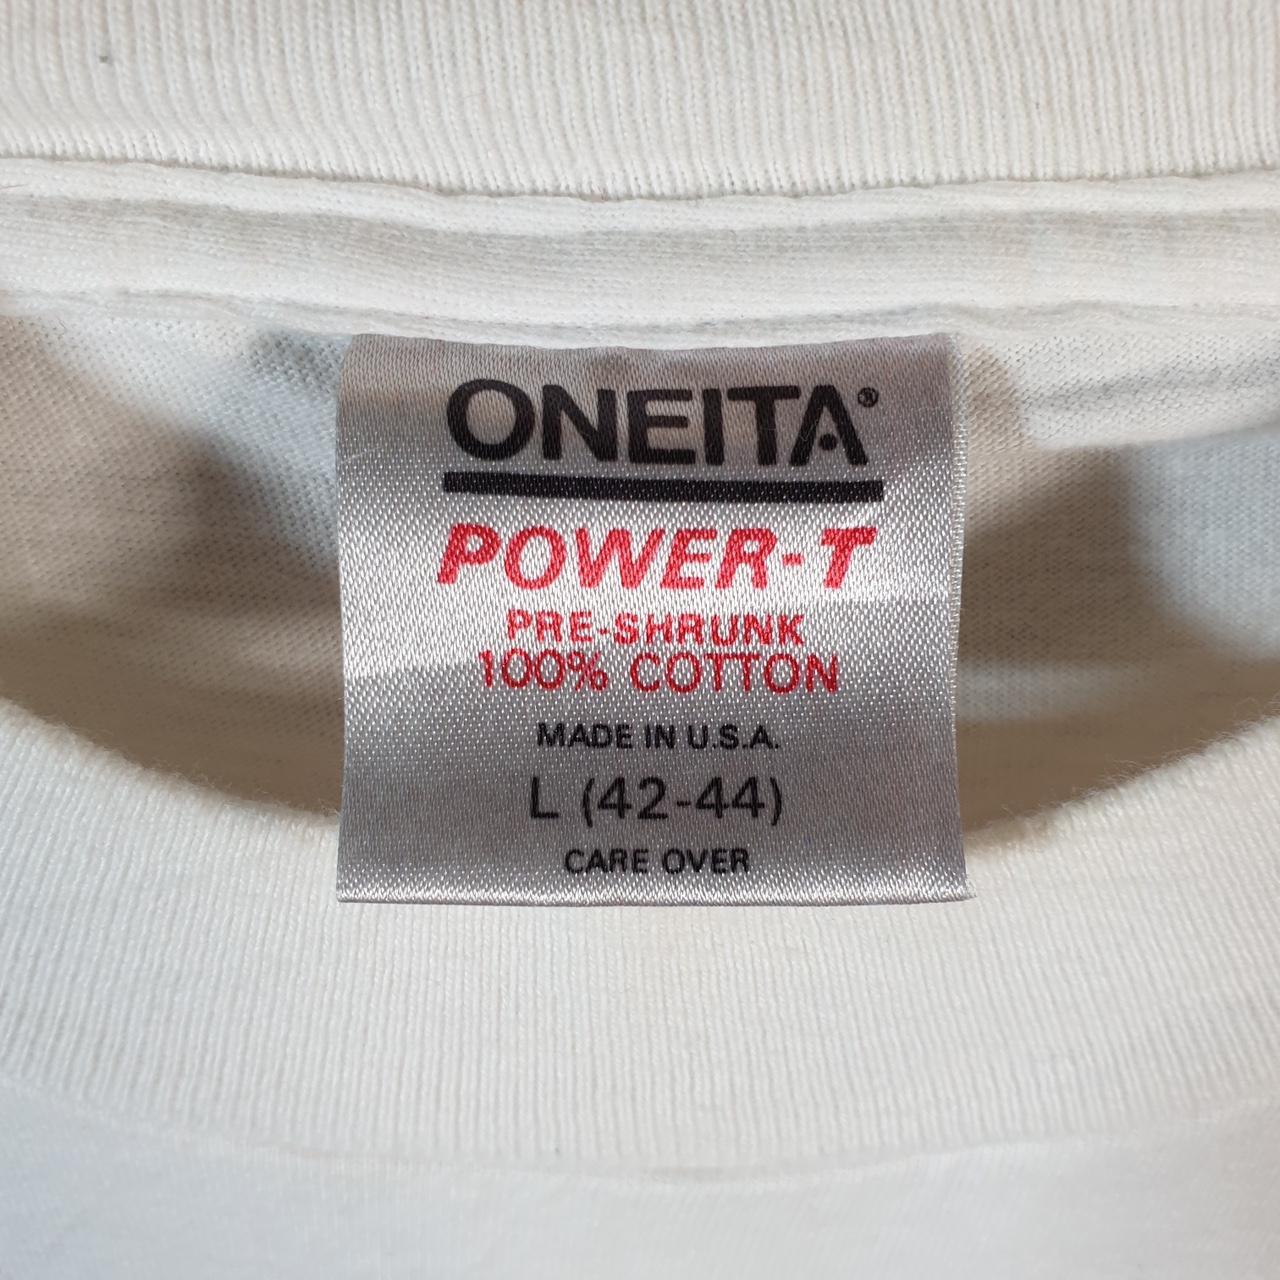 ONEITA®
POWER-T
PRE-SHRUNK
100% COTTON
MADE IN U.S.A.
L (42-44)
CARE OVER